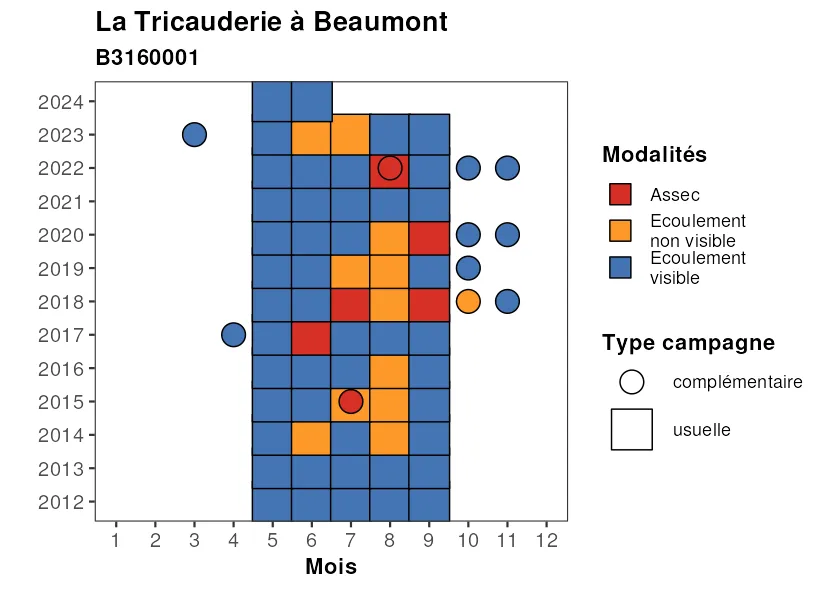 La Tricauderie à Beaumont
B3160001
2024
2023
2022
2021
2020
2019
2018
2017
2016
2015
2014
2013
2012
1 2 3 4 5 6 7 8 9 10 11 12
Mois
Modalités
Assec
Ecoulement
non visible
Ecoulement
visible
Type campagne
complémentaire
usuelle